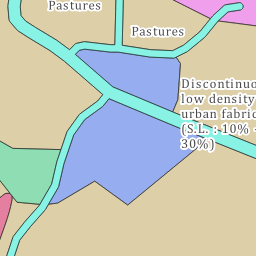 Pastures
Pastures
Discontinuo
low density
urban fabric
(S.L. : 10% -
30%)